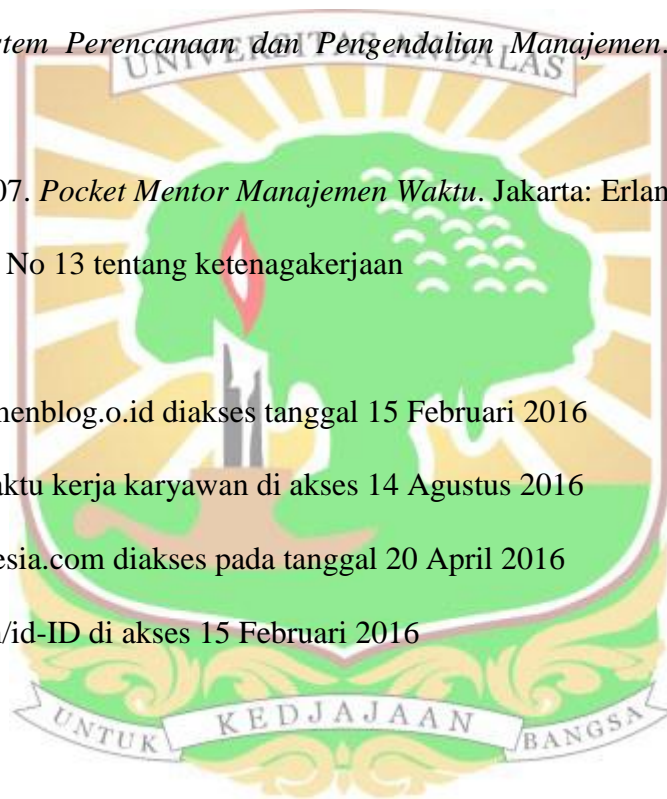 tem Perencanaan dan Pengendalian Manajemen.
UNIVERSITAS ANDALAS
07. Pocket Mentor Manajemen Waktu. Jakarta: Erlan
No 13 tentang ketenagakerjaan
menblog.o.id diakses tanggal 15 Februari 2016
aktu kerja karyawan di akses 14 Agustus 2016
esia.com diakses pada tanggal 20 April 2016
/id-ID di akses 15 Februari 2016
UNTUK KEDJAJAAN BANGSA